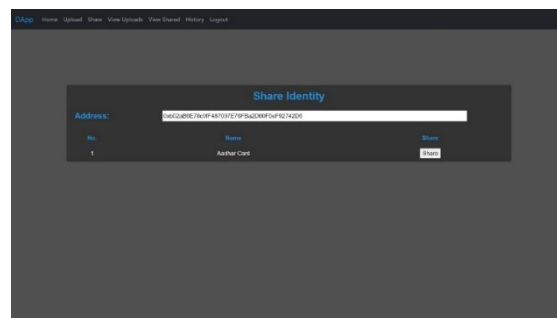 DApp Home Upload Share View Uploads View Shared History Logout
Share Identity
Address:
No. Name Share
1 Aadhar Card Share